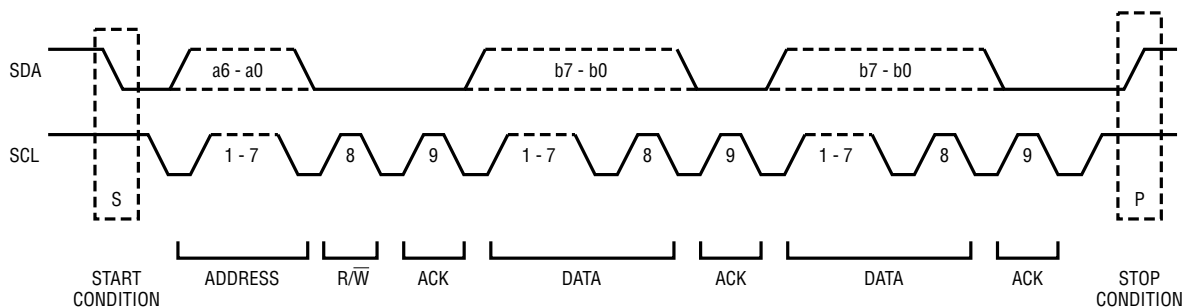 SDA
a6 - a0
b7 - b0
b7 - b0
SCL
1 - 7
8
9
1 - 7
8
9
1 - 7
8
9
S
P
START
CONDITION
ADDRESS
R/W̅
ACK
DATA
ACK
DATA
ACK
STOP
CONDITION